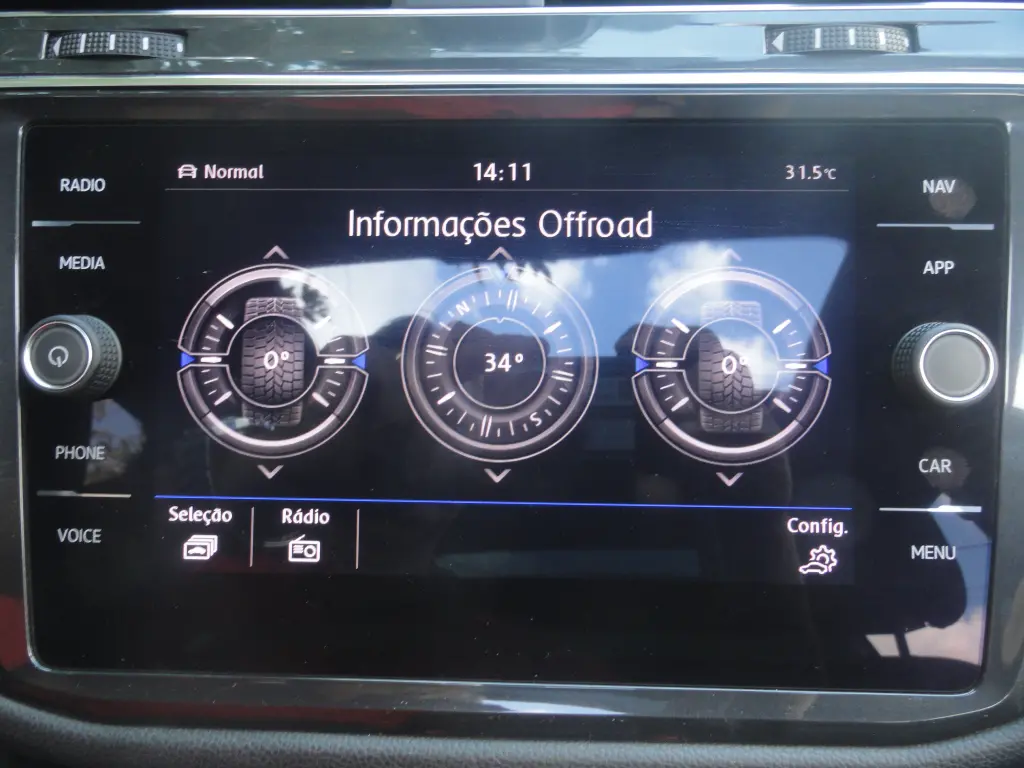 RADIO
MEDIA
PHONE
VOICE
Normal
14:11
31.5°C
Informações Offroad
0°
N
34°
S
0°
Seleção
Rádio
Config.
NAV
APP
CAR
MENU